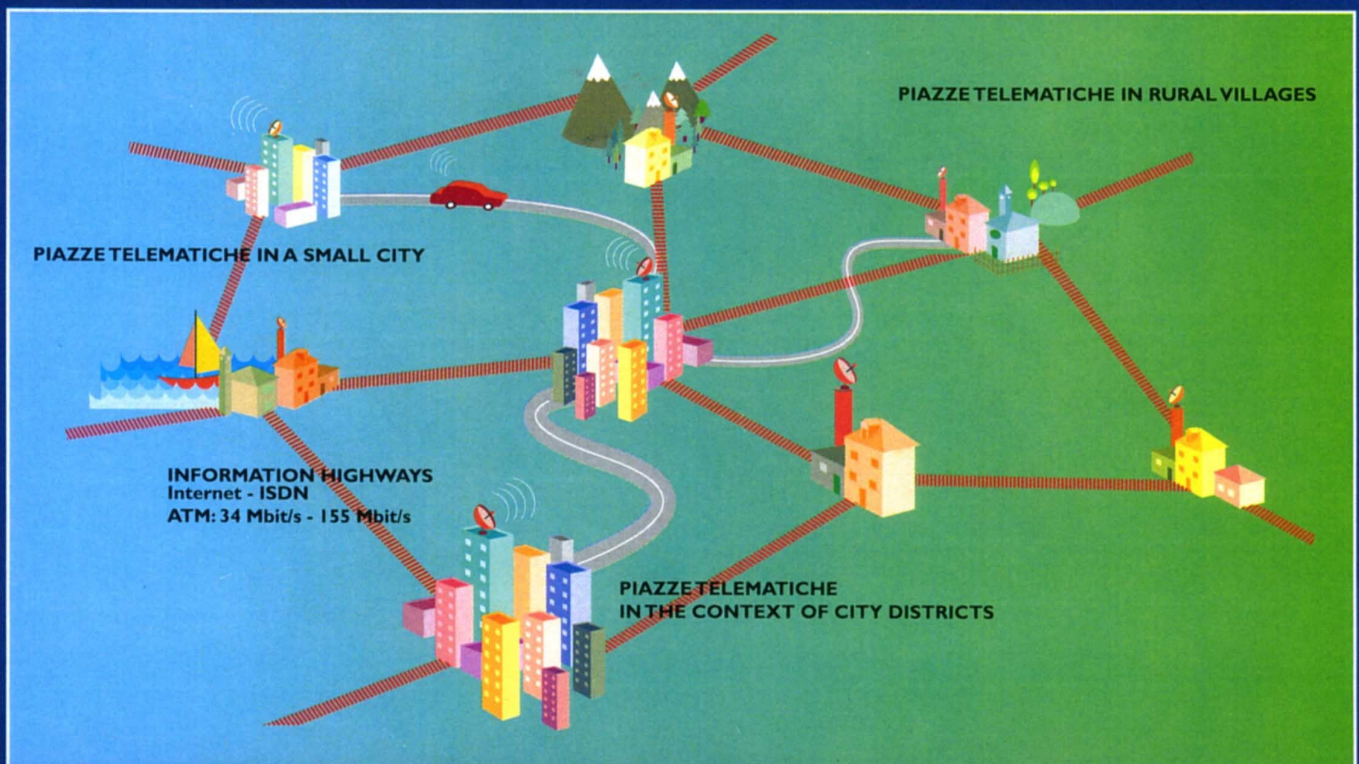 PIAZZE TELEMATICHE IN RURAL VILLAGES
PIAZZE TELEMATICHE IN A SMALL CITY
INFORMATION HIGHWAYS
Internet - ISDN
ATM: 34 Mbit/s - 155 Mbit/s
PIAZZE TELEMATICHE
IN THE CONTEXT OF CITY DISTRICTS